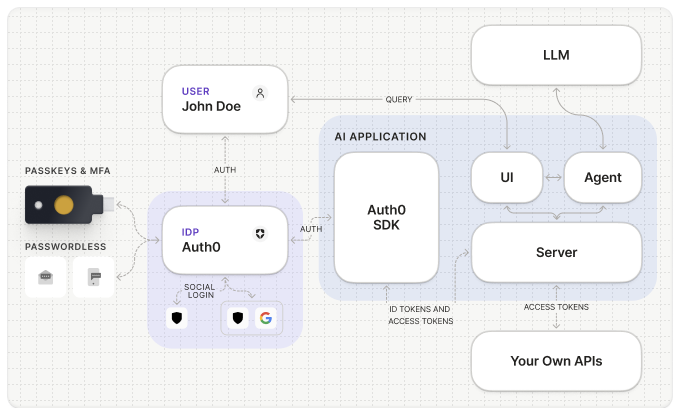 LLM
USER
John Doe
QUERY
AI APPLICATION
PASSKEYS & MFA
AUTH
Auth0
SDK
UI
Agent
IDP
Auth0
AUTH
PASSWORDLESS
Server
SOCIAL
LOGIN
ID TOKENS AND
ACCESS TOKENS
ACCESS TOKENS
Your Own APIs